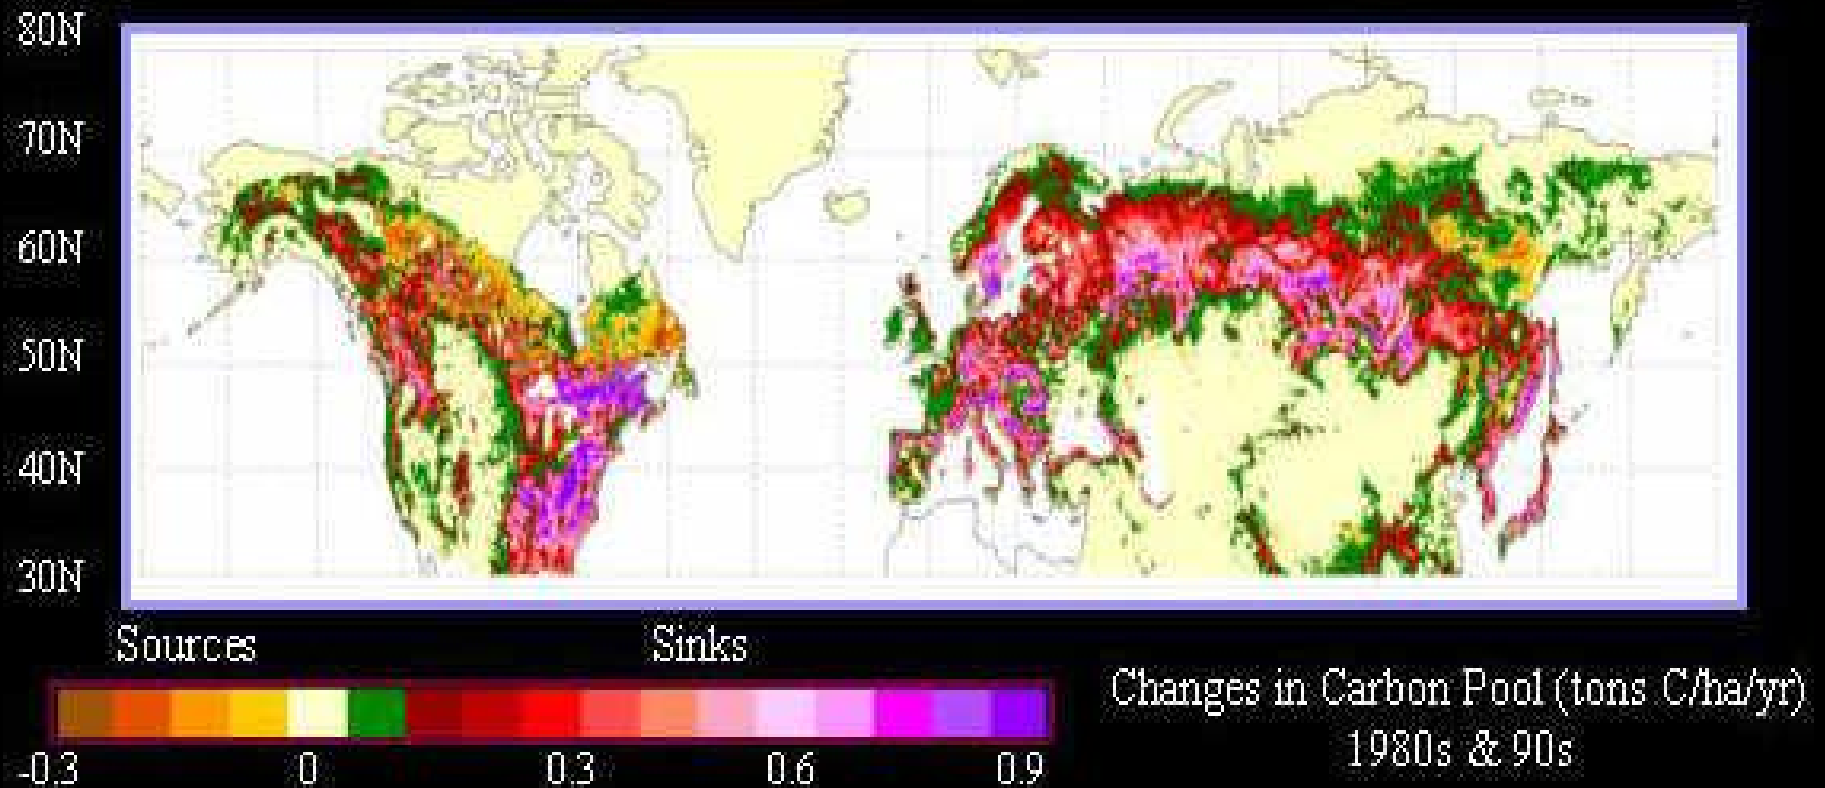 80N
70N
60N
50N
40N
30N
Sources Sinks
-0.3 0 0.3 0.6 0.9
Changes in Carbon Pool (tons C/ha/yr)
1980s & 90s